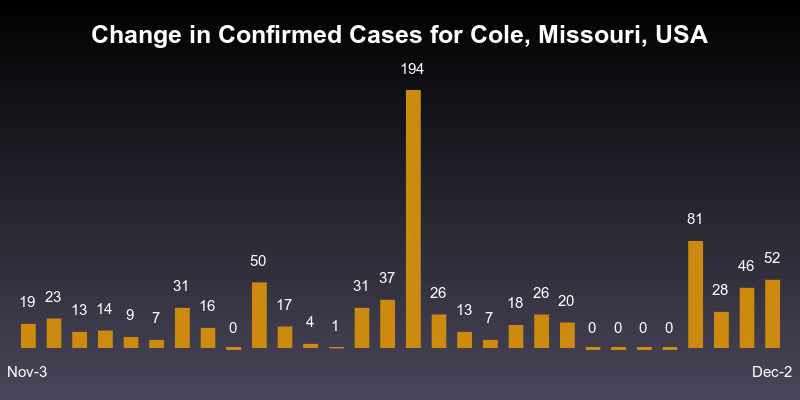 Change in Confirmed Cases for Cole, Missouri, USA
19 23 13 14 9 7 31 16 0 50 17 4 1 31 37 194 26 13 7 18 26 20 0 0 0 0 81 28 46 52
Nov-3 Dec-2